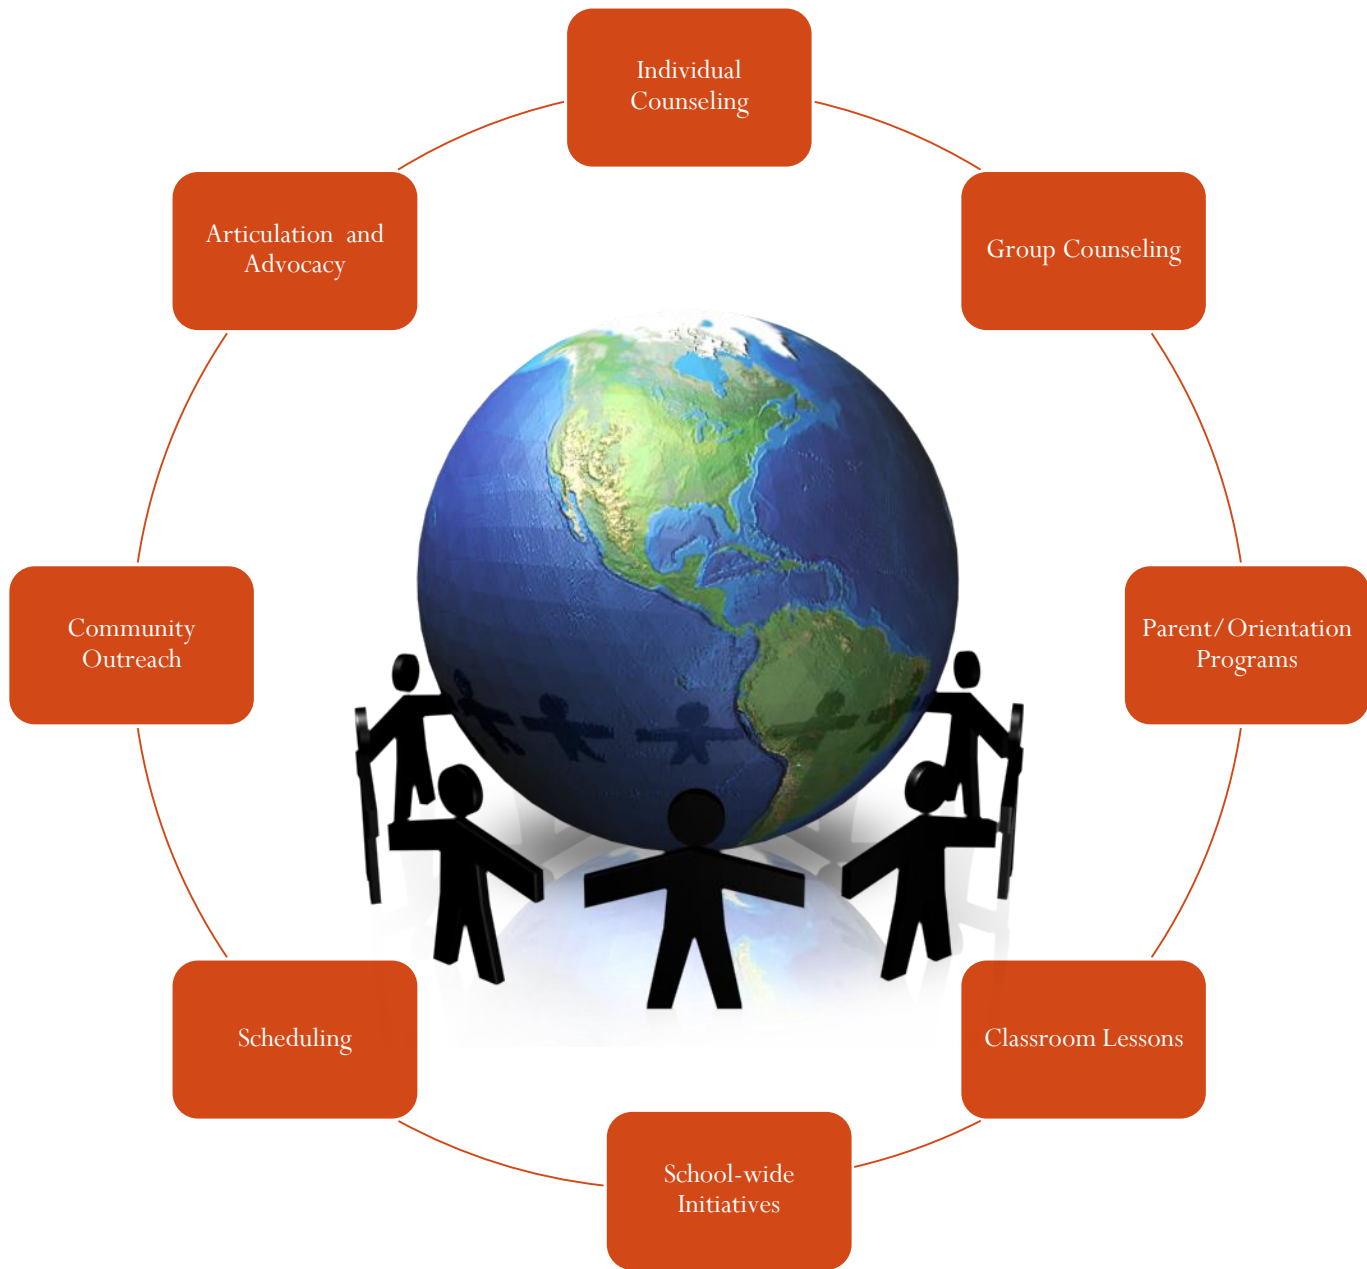 Individual
Counseling
Group Counseling
Parent/Orientation
Programs
Classroom Lessons
School-wide
Initiatives
Scheduling
Community
Outreach
Articulation and
Advocacy